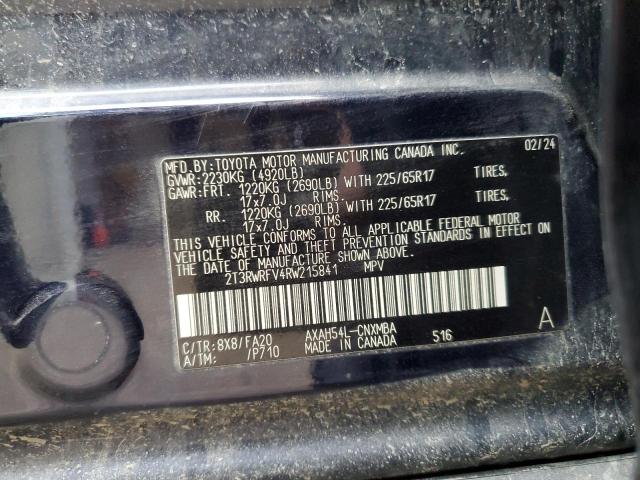 MFD.BY:TOYOTA MOTOR MANUFACTURING CANADA INC. 02/24
GVWR:2230KG (4920LB)
GAWR:FRT. 1220KG (2690LB) WITH 225/65R17 TIRES,
17x7.0J RIMS.
RR. 1220KG (2690LB) WITH 225/65R17 TIRES,
17x7.0J RIMS.
THIS VEHICLE CONFORMS TO ALL APPLICABLE FEDERAL MOTOR
VEHICLE SAFETY AND THEFT PREVENTION STANDARDS IN EFFECT ON
THE DATE OF MANUFACTURE SHOWN ABOVE.
2T3RWRFV4RW215841 MPV
C/TR:8X8/FA20 AXAH54L-CNXMBA A
A/TM: /P710 MADE IN CANADA S16